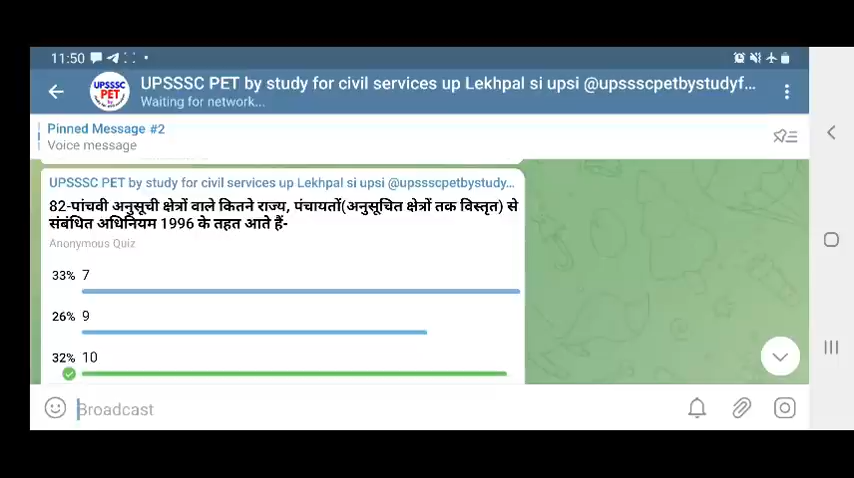 11:50
UPSSSC PET by study for civil services up Lekhpal si upsi @upssscpetbystudyf...
UPSSSC
PET
Waiting for network...
Pinned Message #2
Voice message
UPSSSC PET by study for civil services up Lekhpal si upsi @upssscpetbystudy...
82-पांचवी अनुसूची क्षेत्रों वाले कितने राज्य, पंचायतों(अनुसूचित क्षेत्रों तक विस्तृत) से
संबंधित अधिनियम 1996 के तहत आते हैं-
Anonymous Quiz
33% 7
26% 9
32% 10
Broadcast